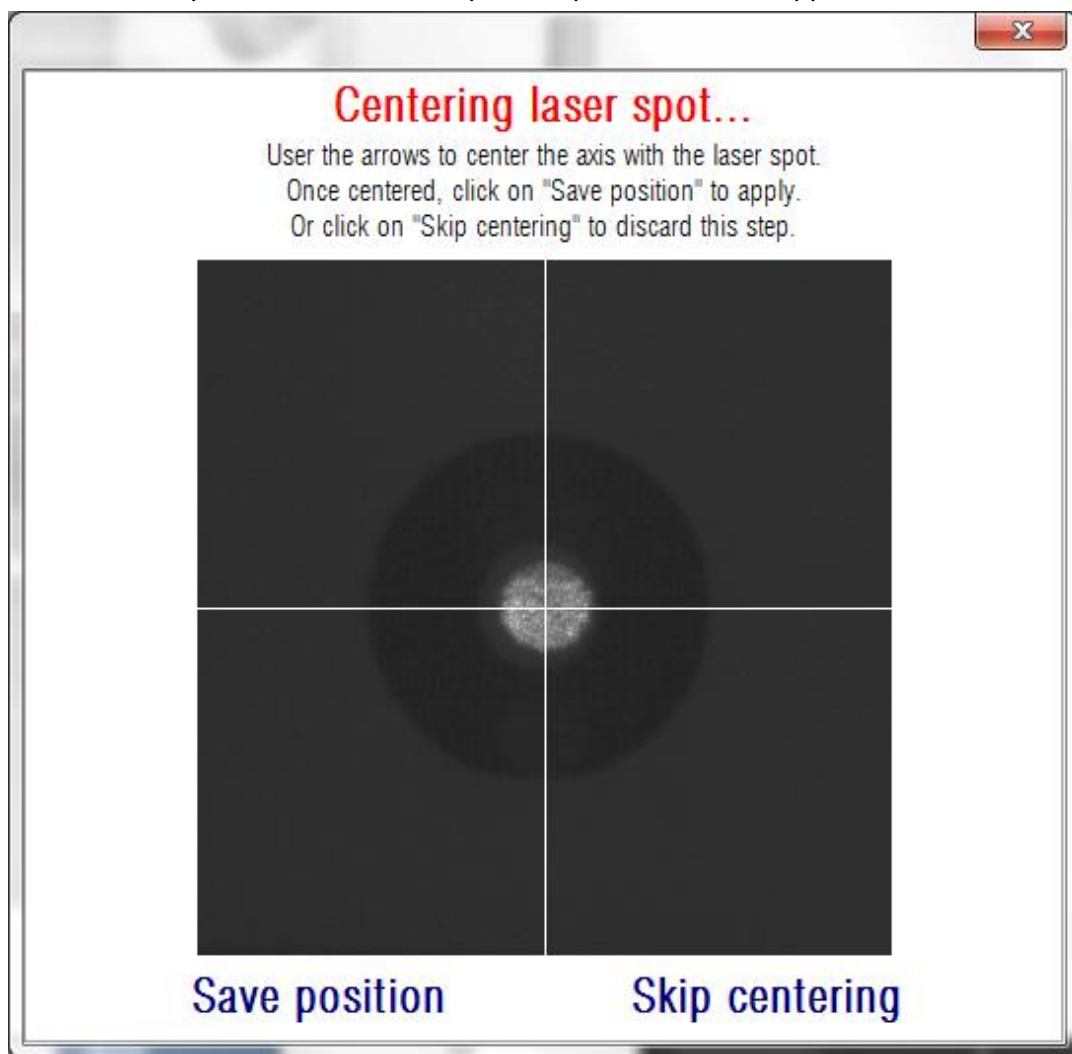 Centering laser spot...
User the arrows to center the axis with the laser spot.
Once centered, click on "Save position" to apply.
Or click on "Skip centering" to discard this step.
Save position
Skip centering